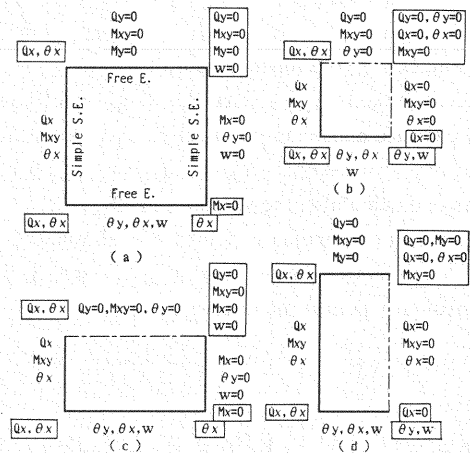 Qy=0
Mxy=0
My=0
Qx, θx
Qy=0
Mxy=0
My=0
w=0
Free E.
Qx
Mxy
θx
Simple S.E.
Simple S.E.
Mx=0
θy=0
w=0
Free E.
Mx=0
Qx, θx
θy, θx, w
θx
( a )
Qy=0
Mxy=0
θy=0
Qx, θx
Qy=0, θy=0
Qx=0, θx=0
Mxy=0
Qx
Mxy
θx
Qx=0
Mxy=0
θx=0
Qx=0
Qx, θx
θy, θx
w
θy, w
( b )
Qx, θx
Qy=0, Mxy=0, θy=0
Qy=0
Mxy=0
Mx=0
w=0
Qx
Mxy
θx
Mx=0
θy=0
w=0
Mx=0
Qx, θx
θy, θx, w
θx
( c )
Qy=0
Mxy=0
My=0
Qx, θx
Qy=0, My=0
Qx=0, θx=0
Mxy=0
Qx
Mxy
θx
Qx=0
Mxy=0
θx=0
Qx=0
Qx, θx
θy, θx, w
θy, w
( d )